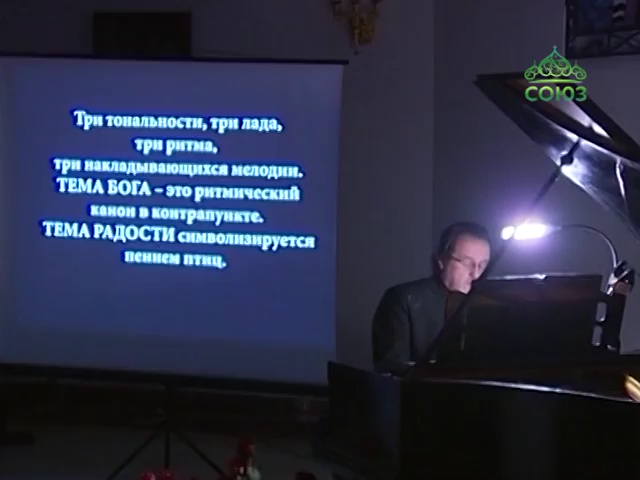 СОЮЗ
Три тональности, три лада,
три ритма,
три накладывающихся мелодии.
ТЕМА БОГА – это ритмический
канон в контрапункте.
ТЕМА РАДОСТИ символизируется
пением птиц.